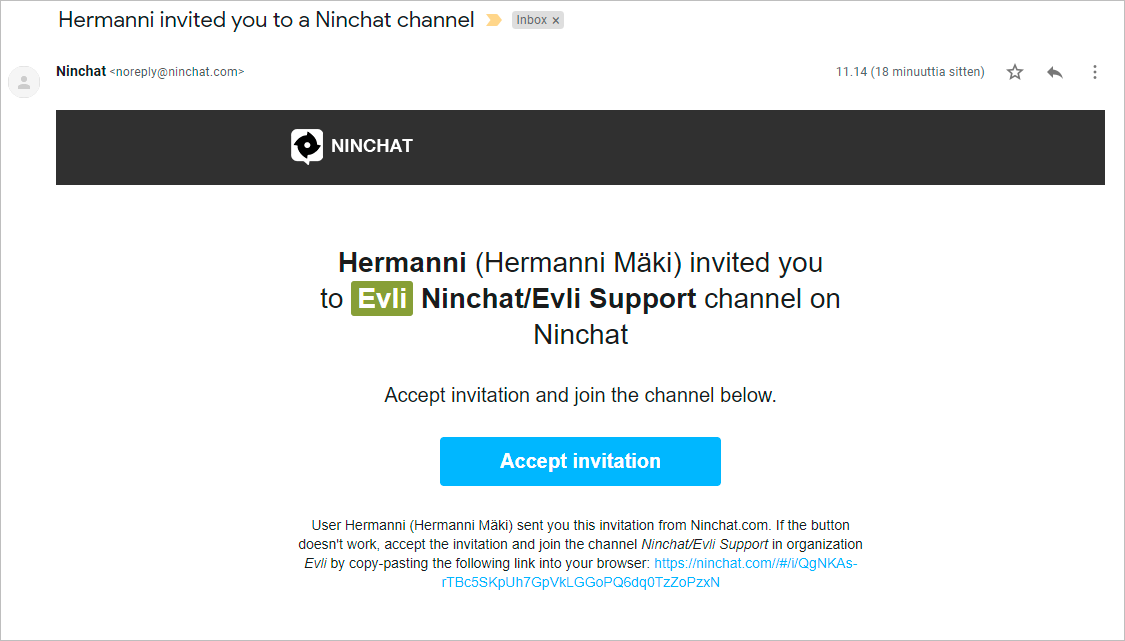 Hermanni invited you to a Ninchat channel Inbox ×
Ninchat <noreply@ninchat.com> 11.14 (18 minuuttia sitten)
NINCHAT
Hermanni (Hermanni Mäki) invited you
to Evli Ninchat/Evli Support channel on
Ninchat
Accept invitation and join the channel below.
Accept invitation
User Hermanni (Hermanni Mäki) sent you this invitation from Ninchat.com. If the button
doesn't work, accept the invitation and join the channel Ninchat/Evli Support in organization
Evli by copy-pasting the following link into your browser: https://ninchat.com//#/i/QgNKAs-
rTBc5SKpUh7GpVkLGGoPQ6dq0TzZoPzxN